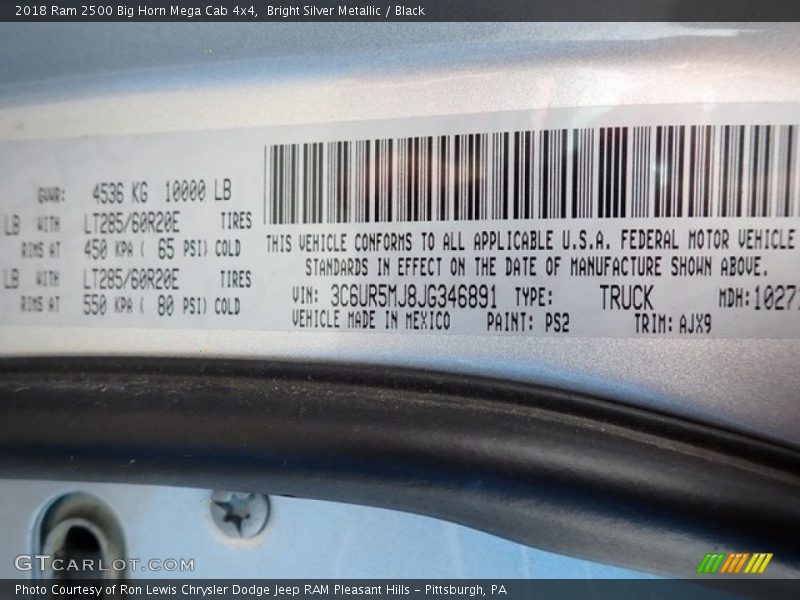 2018 Ram 2500 Big Horn Mega Cab 4x4, Bright Silver Metallic / Black
GVWR: 4536 KG 10000 LB
LB WITH LT285/60R20E TIRES
RIMS AT 450 KPA ( 65 PSI) COLD
LB WITH LT285/60R20E TIRES
RIMS AT 550 KPA ( 80 PSI) COLD
THIS VEHICLE CONFORMS TO ALL APPLICABLE U.S.A. FEDERAL MOTOR VEHICLE
STANDARDS IN EFFECT ON THE DATE OF MANUFACTURE SHOWN ABOVE.
VIN: 3C6UR5MJ8JG346891 TYPE: TRUCK MDH: 10271
VEHICLE MADE IN MEXICO PAINT: PS2 TRIM: AJX9
GTCARLOT.COM
Photo Courtesy of Ron Lewis Chrysler Dodge Jeep RAM Pleasant Hills - Pittsburgh, PA